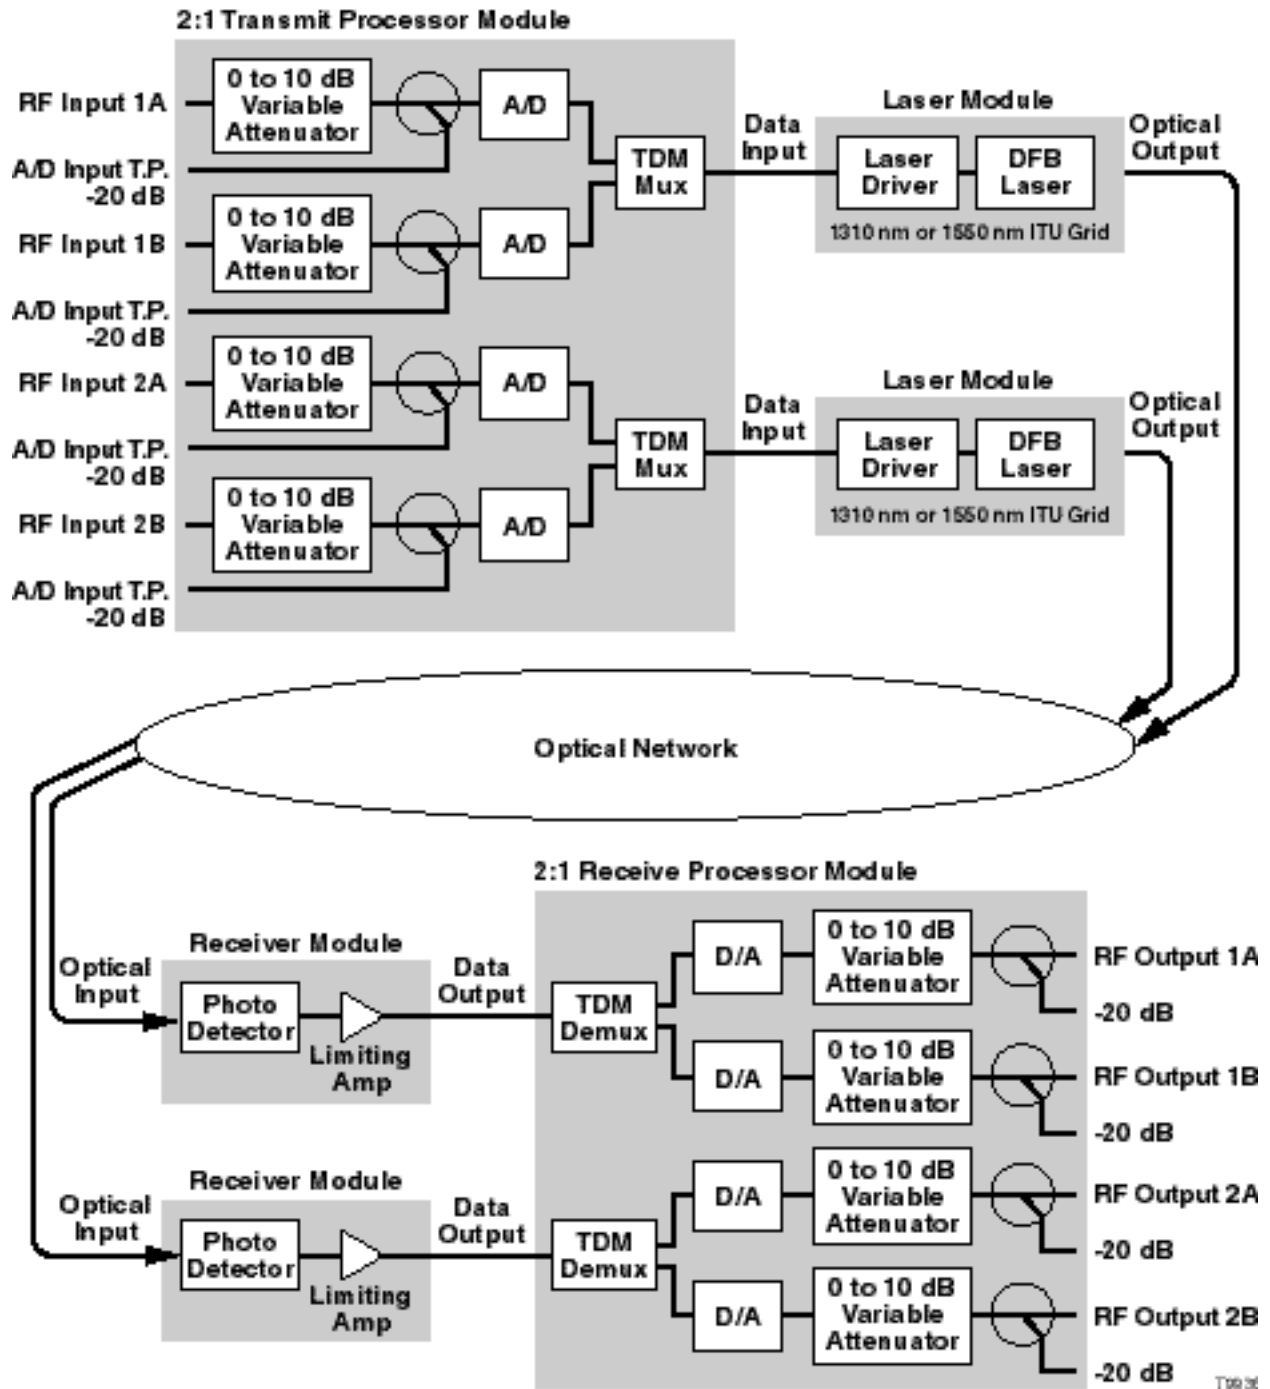 2:1 Transmit Processor Module
RF Input 1A
0 to 10 dB
Variable
Attenuator
A/D
A/D Input T.P.
-20 dB
RF Input 1B
0 to 10 dB
Variable
Attenuator
A/D
A/D Input T.P.
-20 dB
TDM
Mux
Data
Input
Laser Module
Laser
Driver
DFB
Laser
1310 nm or 1550 nm ITU Grid
Optical
Output
RF Input 2A
0 to 10 dB
Variable
Attenuator
A/D
A/D Input T.P.
-20 dB
RF Input 2B
0 to 10 dB
Variable
Attenuator
A/D
A/D Input T.P.
-20 dB
TDM
Mux
Data
Input
Laser Module
Laser
Driver
DFB
Laser
1310 nm or 1550 nm ITU Grid
Optical
Output
Optical Network
2:1 Receive Processor Module
Optical
Input
Receiver Module
Photo
Detector
Limiting
Amp
Data
Output
TDM
Demux
D/A
0 to 10 dB
Variable
Attenuator
RF Output 1A
-20 dB
D/A
0 to 10 dB
Variable
Attenuator
RF Output 1B
-20 dB
Optical
Input
Receiver Module
Photo
Detector
Limiting
Amp
Data
Output
TDM
Demux
D/A
0 to 10 dB
Variable
Attenuator
RF Output 2A
-20 dB
D/A
0 to 10 dB
Variable
Attenuator
RF Output 2B
-20 dB